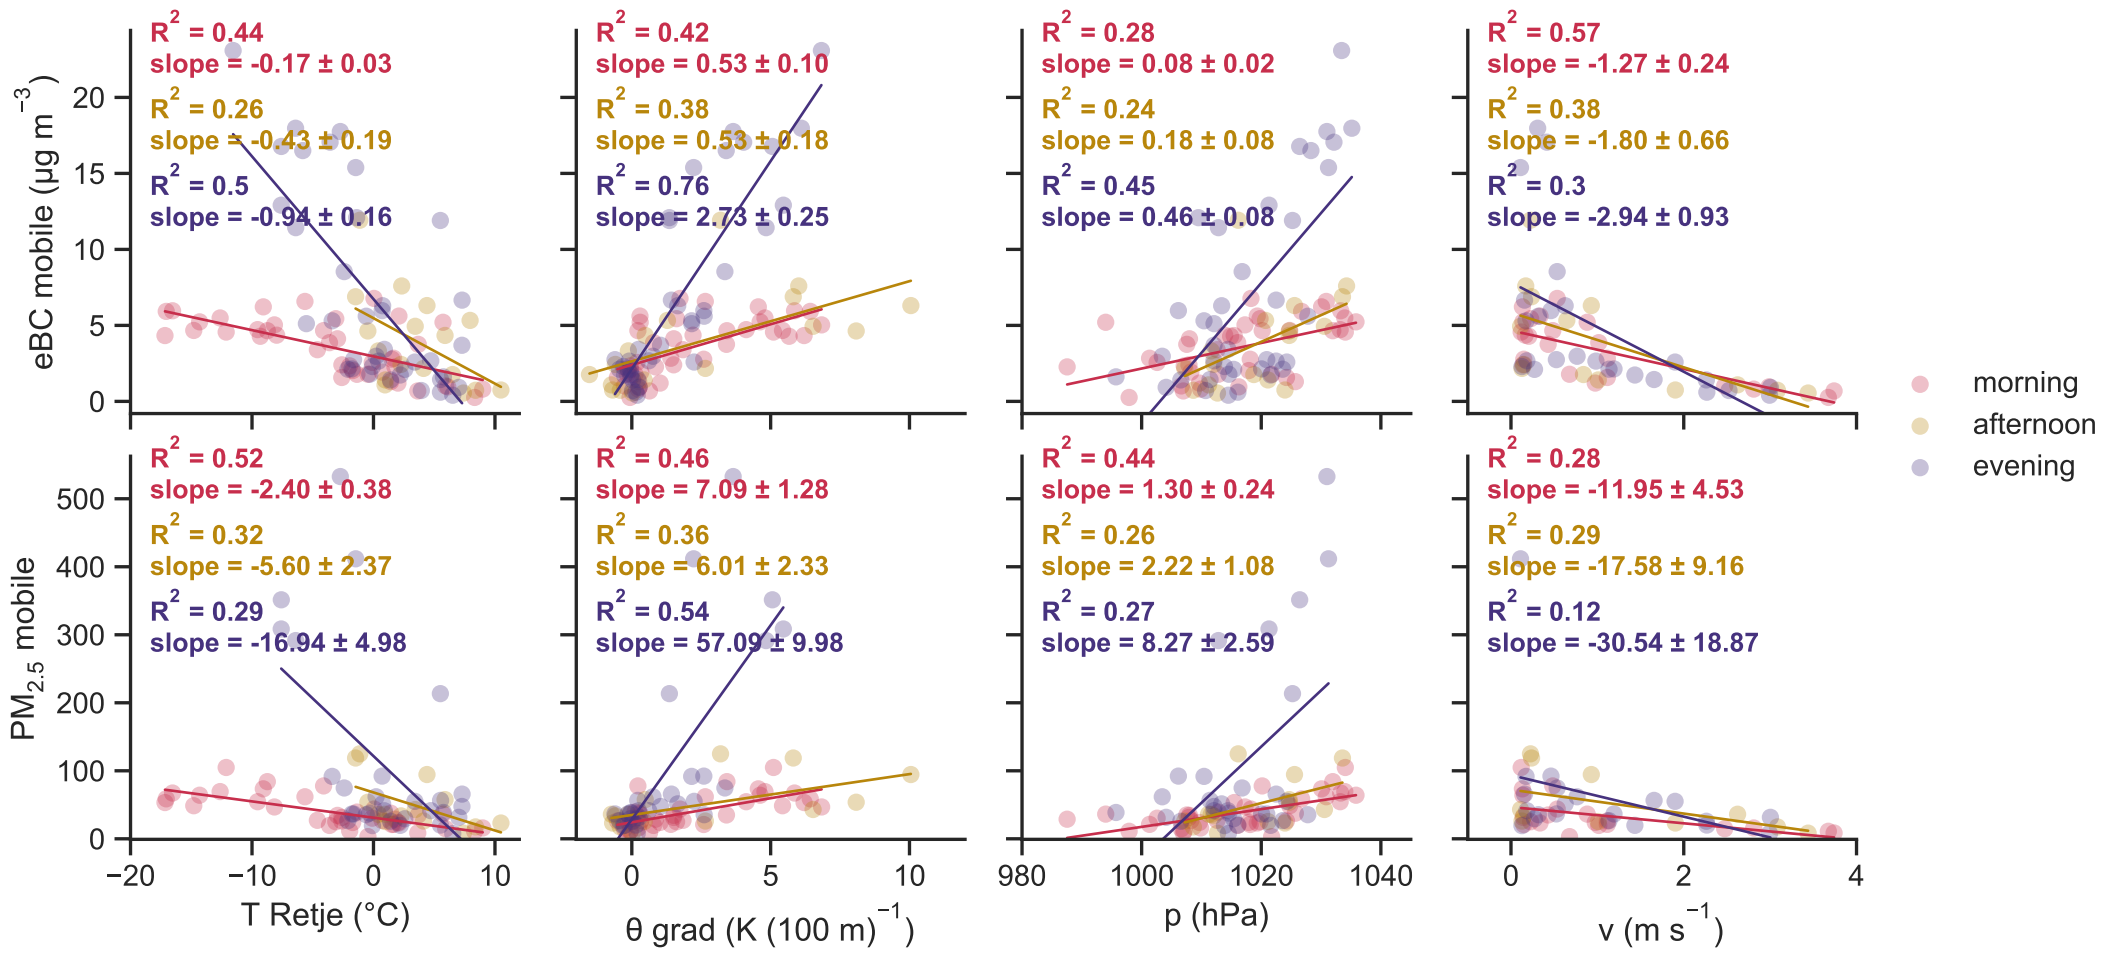 R² = 0.44
slope = -0.17 ± 0.03
R² = 0.26
slope = -0.43 ± 0.19
R² = 0.5
slope = -0.94 ± 0.16
R² = 0.42
slope = 0.53 ± 0.10
R² = 0.38
slope = 0.53 ± 0.18
R² = 0.76
slope = 2.73 ± 0.25
R² = 0.28
slope = 0.08 ± 0.02
R² = 0.24
slope = 0.18 ± 0.08
R² = 0.45
slope = 0.46 ± 0.08
R² = 0.57
slope = -1.27 ± 0.24
R² = 0.38
slope = -1.80 ± 0.66
R² = 0.3
slope = -2.94 ± 0.93
eBC mobile (µg m⁻³)
20
15
10
5
0
morning
afternoon
evening
R² = 0.52
slope = -2.40 ± 0.38
R² = 0.32
slope = -5.60 ± 2.37
R² = 0.29
slope = -16.94 ± 4.98
R² = 0.46
slope = 7.09 ± 1.28
R² = 0.36
slope = 6.01 ± 2.33
R² = 0.54
slope = 57.09 ± 9.98
R² = 0.44
slope = 1.30 ± 0.24
R² = 0.26
slope = 2.22 ± 1.08
R² = 0.27
slope = 8.27 ± 2.59
R² = 0.28
slope = -11.95 ± 4.53
R² = 0.29
slope = -17.58 ± 9.16
R² = 0.12
slope = -30.54 ± 18.87
PM₂.₅ mobile
500
400
300
200
100
0
−20 −10 0 10
0 5 10
980 1000 1020 1040
0 2 4
T Retje (°C)
θ grad (K (100 m)⁻¹)
p (hPa)
v (m s⁻¹)